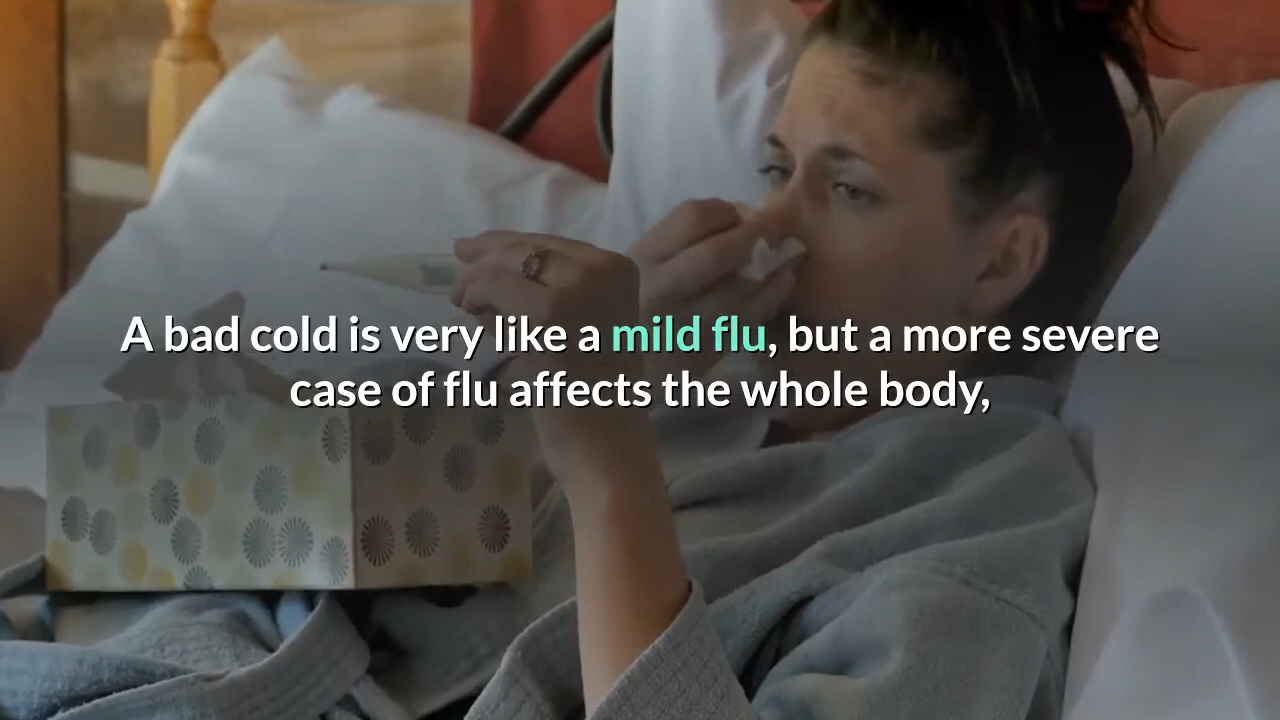 A bad cold is very like a mild flu, but a more severe
case of flu affects the whole body,